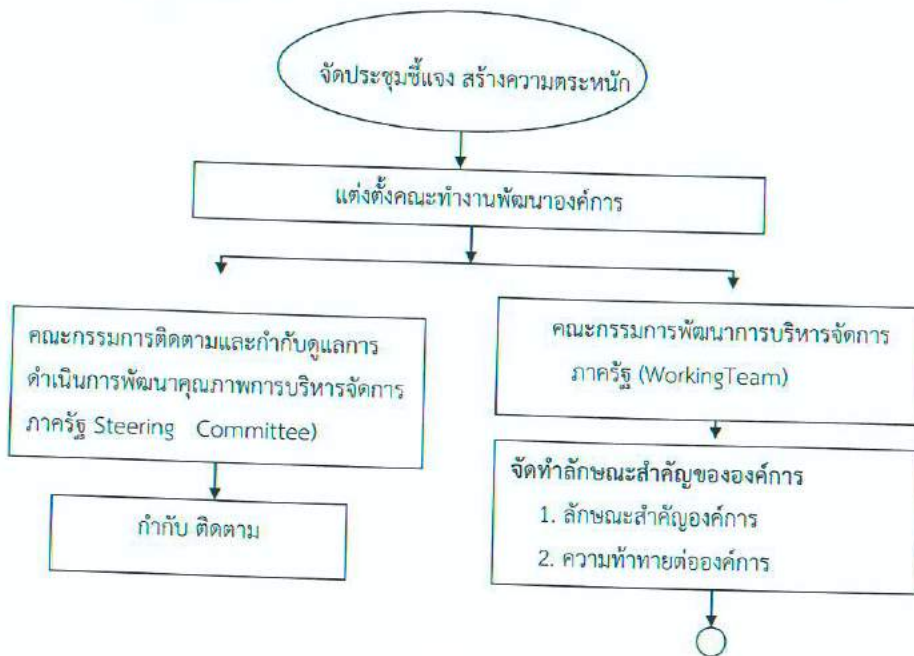 จัดประชุมชี้แจง สร้างความตระหนัก
แต่งตั้งคณะทำงานพัฒนาองค์การ
คณะกรรมการติดตามและกำกับดูแลการ
ดำเนินการพัฒนาคุณภาพการบริหารจัดการ
ภาครัฐ Steering Committee)
กำกับ ติดตาม
คณะกรรมการพัฒนาการบริหารจัดการ
ภาครัฐ (WorkingTeam)
จัดทำลักษณะสำคัญขององค์การ
1. ลักษณะสำคัญองค์การ
2. ความท้าทายต่อองค์การ